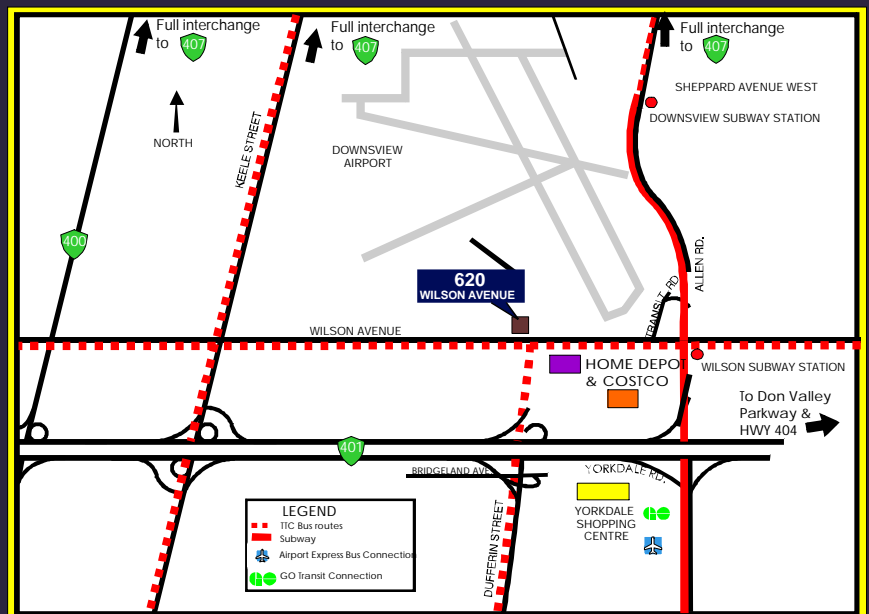 Full interchange
to 407
Full interchange
to 407
Full interchange
to 407
SHEPPARD AVENUE WEST
DOWNSVIEW SUBWAY STATION
NORTH
KEELE STREET
DOWNSVIEW
AIRPORT
400
ALLEN RD.
TRANSIT RD.
620
WILSON AVENUE
WILSON AVENUE
HOME DEPOT
& COSTCO
WILSON SUBWAY STATION
To Don Valley
Parkway &
HWY 404
401
BRIDGELAND AVE.
YORKDALE RD.
YORKDALE
SHOPPING
CENTRE
DUFFERIN STREET
LEGEND
TTC Bus routes
Subway
Airport Express Bus Connection
GO Transit Connection